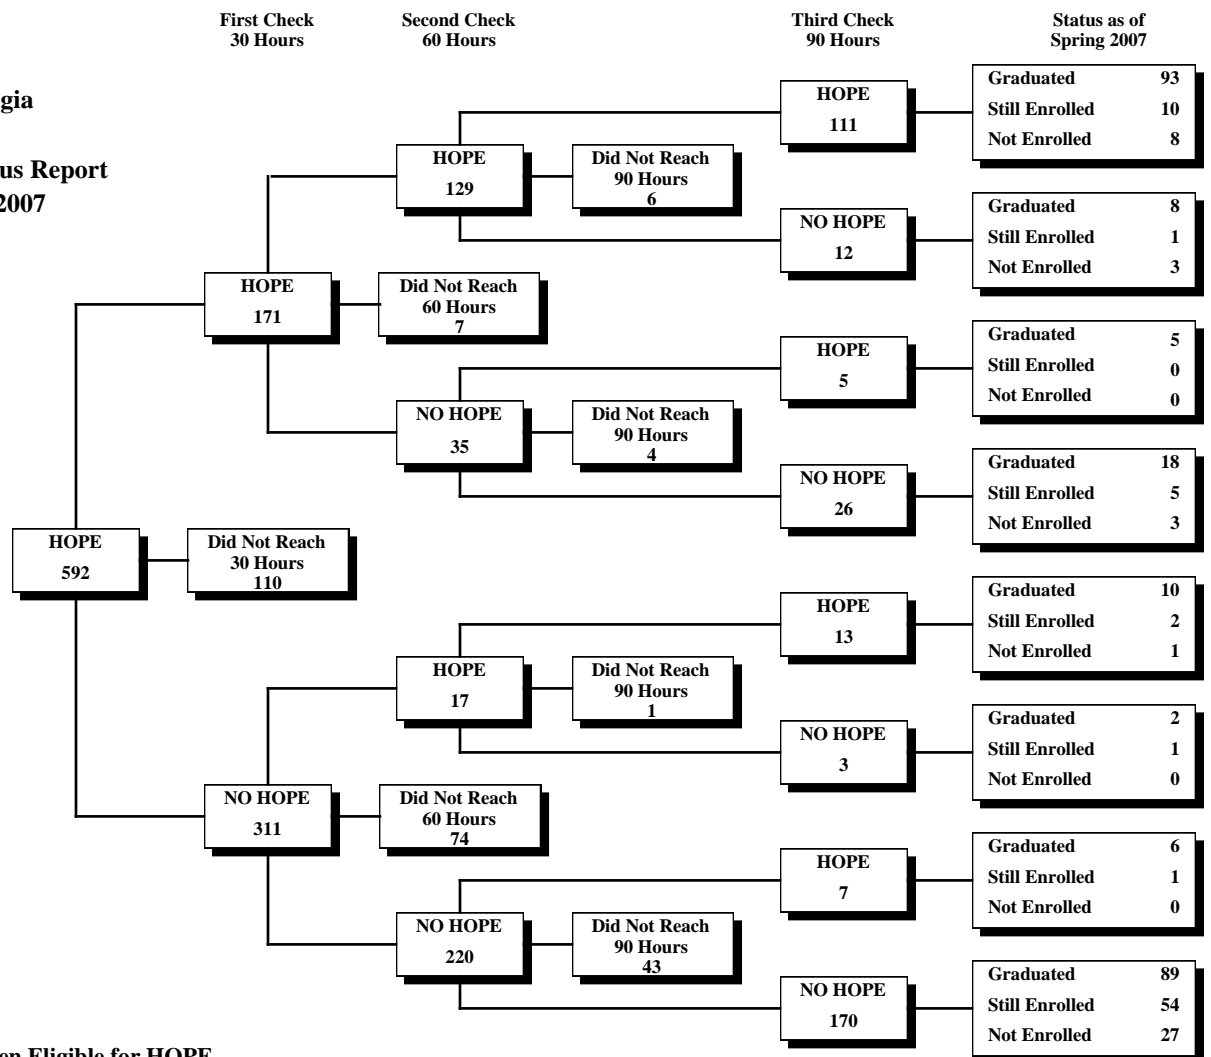 First Check
30 Hours
Second Check
60 Hours
Third Check
90 Hours
Status as of
Spring 2007
gia
us Report
2007
HOPE
592
Did Not Reach
30 Hours
110
HOPE
171
Did Not Reach
60 Hours
7
NO HOPE
311
Did Not Reach
60 Hours
74
HOPE
129
Did Not Reach
90 Hours
6
NO HOPE
35
Did Not Reach
90 Hours
4
HOPE
17
Did Not Reach
90 Hours
1
NO HOPE
220
Did Not Reach
90 Hours
43
HOPE
111
Graduated 93
Still Enrolled 10
Not Enrolled 8
NO HOPE
12
Graduated 8
Still Enrolled 1
Not Enrolled 3
HOPE
5
Graduated 5
Still Enrolled 0
Not Enrolled 0
NO HOPE
26
Graduated 18
Still Enrolled 5
Not Enrolled 3
HOPE
13
Graduated 10
Still Enrolled 2
Not Enrolled 1
NO HOPE
3
Graduated 2
Still Enrolled 1
Not Enrolled 0
HOPE
7
Graduated 6
Still Enrolled 1
Not Enrolled 0
NO HOPE
170
Graduated 89
Still Enrolled 54
Not Enrolled 27
en Eligible for HOPE